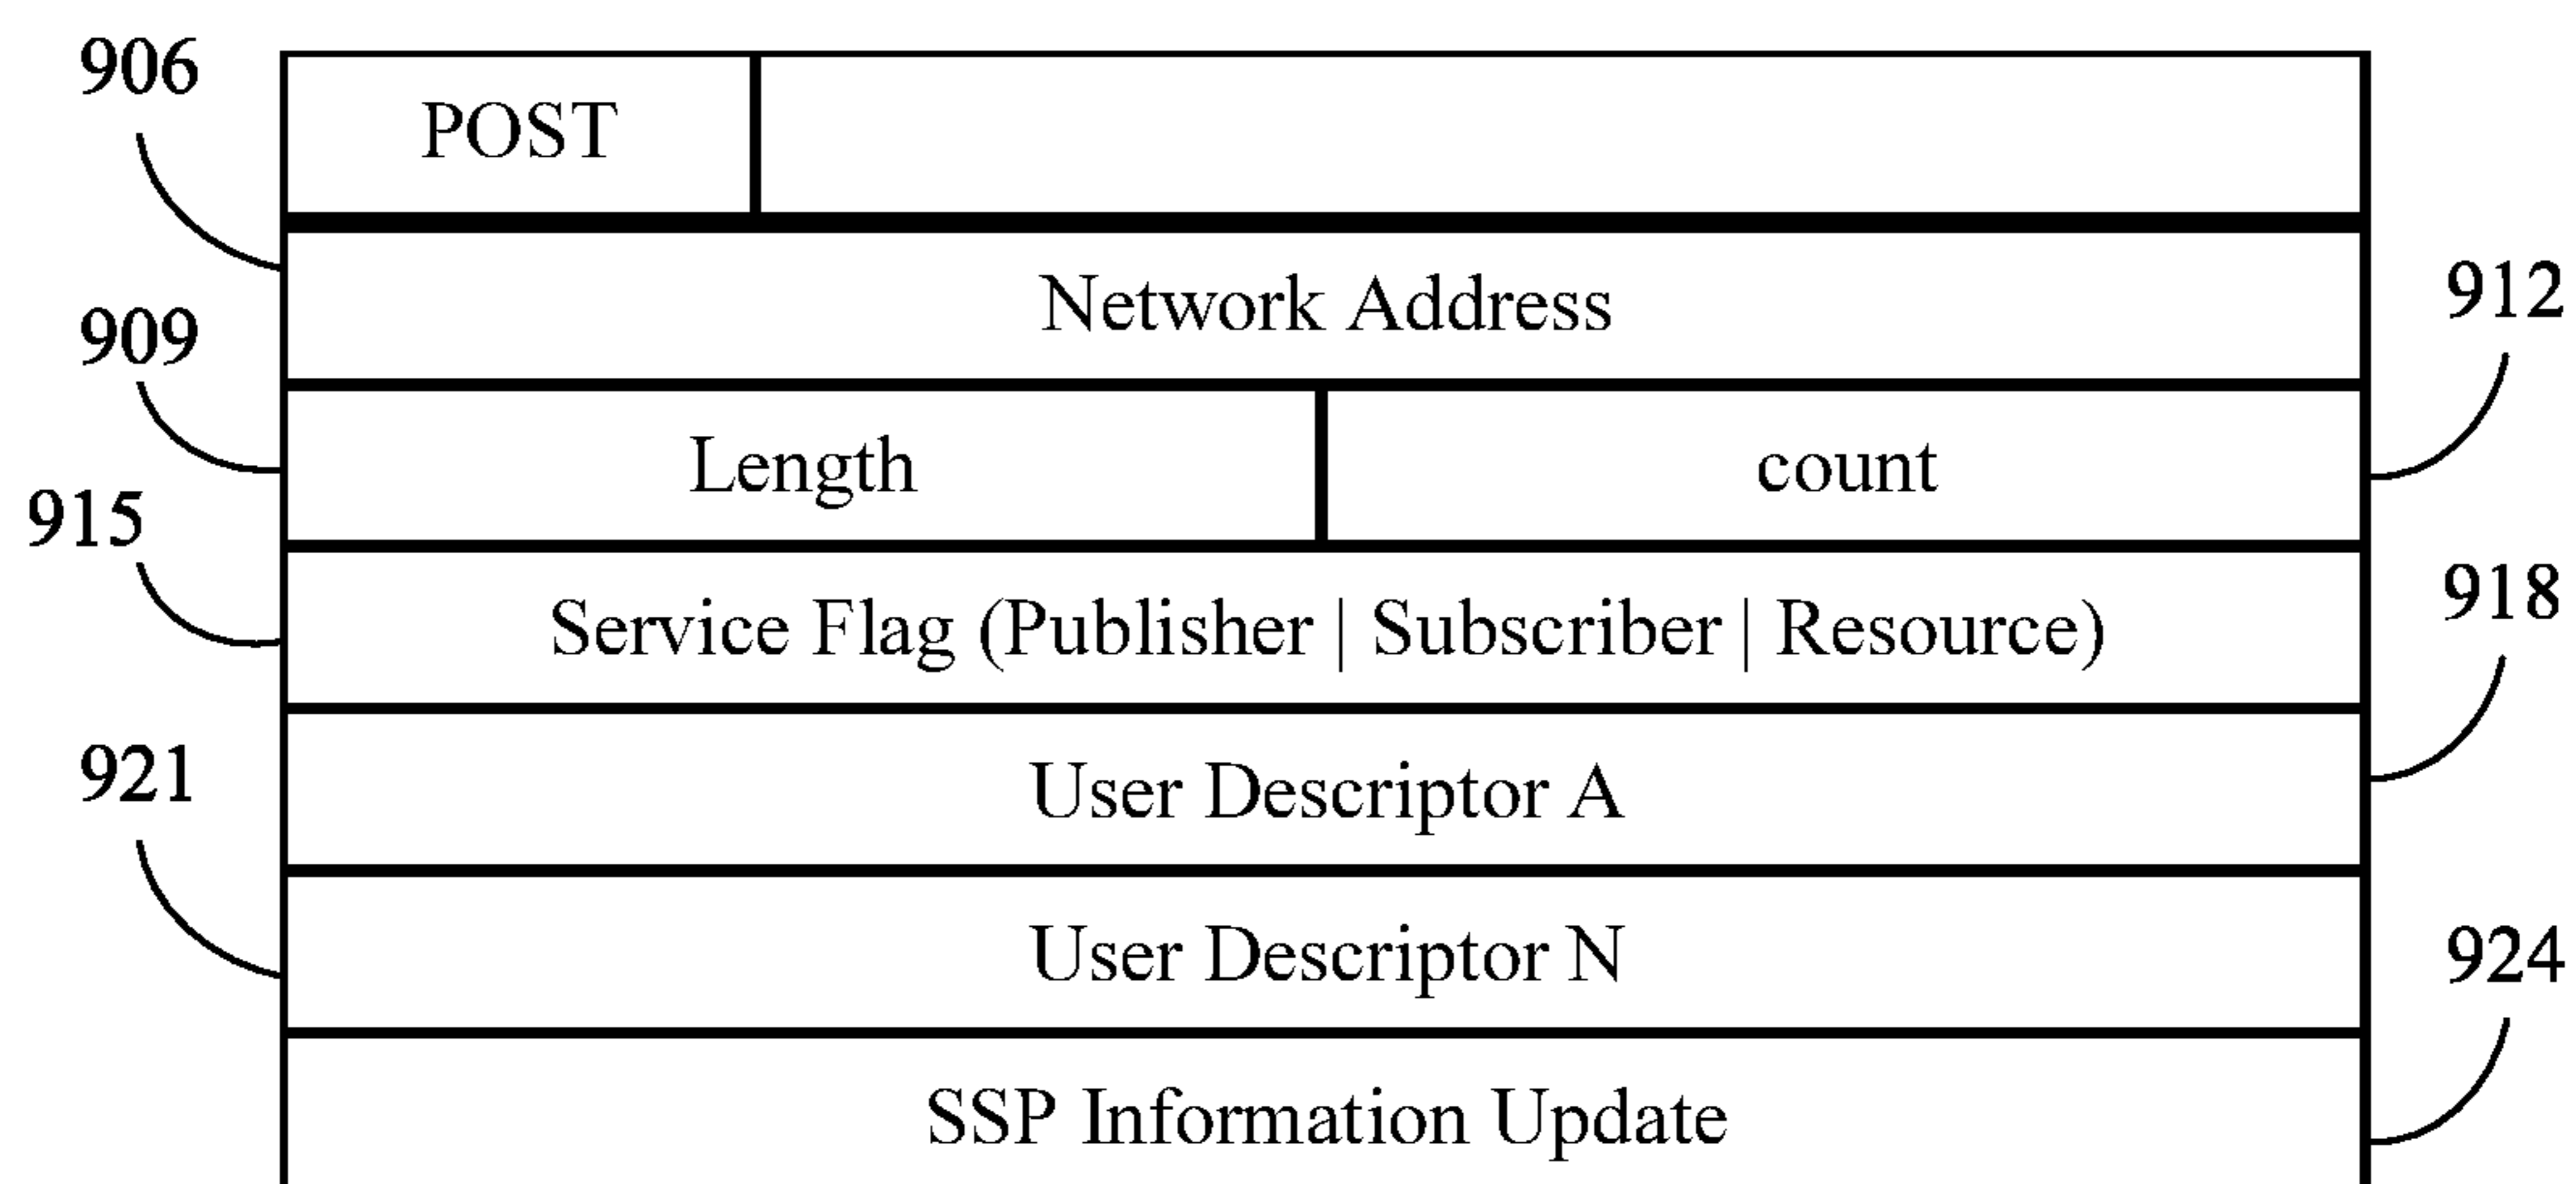 906
POST
Network Address
912
909
Length
count
915
Service Flag (Publisher | Subscriber | Resource)
918
921
User Descriptor A
User Descriptor N
924
SSP Information Update